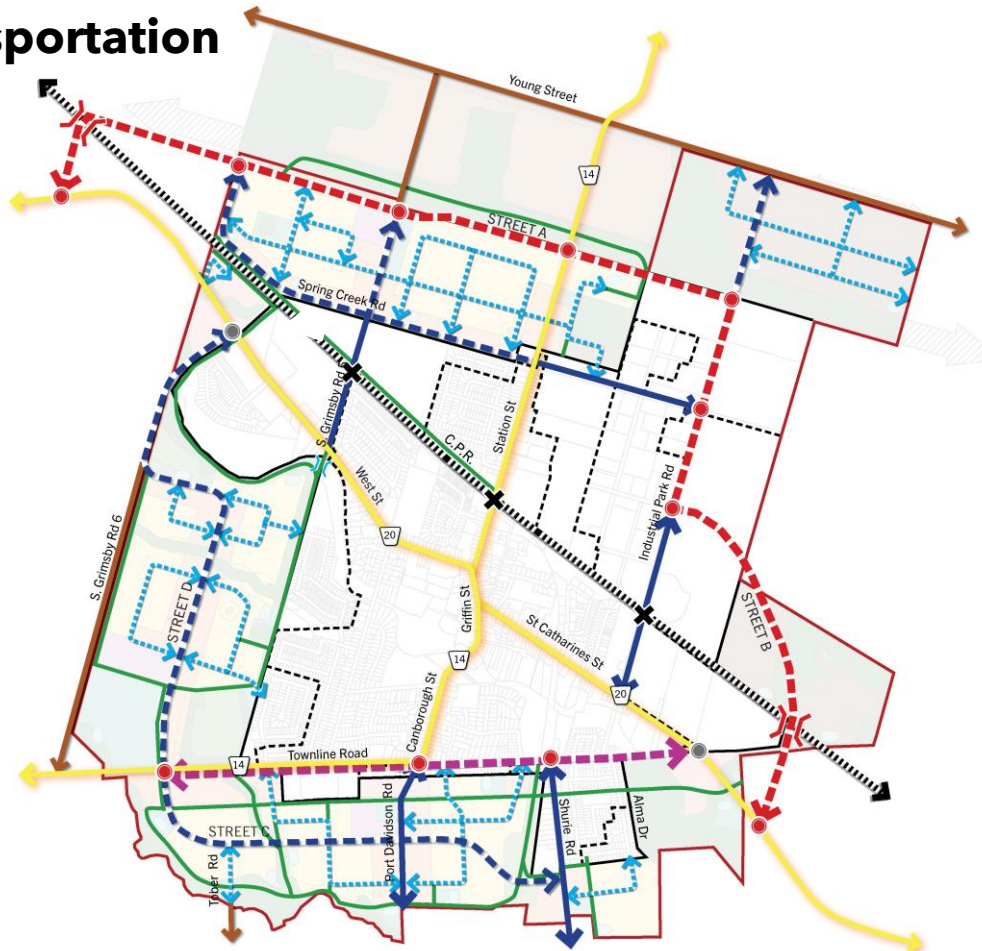 sportation
Young Street
14
STREET A
Spring Creek Rd
S. Grimsby Rd
Station St
C.P.R.
West St
20
Industrial Park Rd
S. Grimsby Rd 6
STREET D
Griffin St
St Catharines St
STREET B
14
20
Canborough St
Townline Road
14
Port Davidson Rd
Shurie Rd
Alma Dr
STREET C
Tober Rd